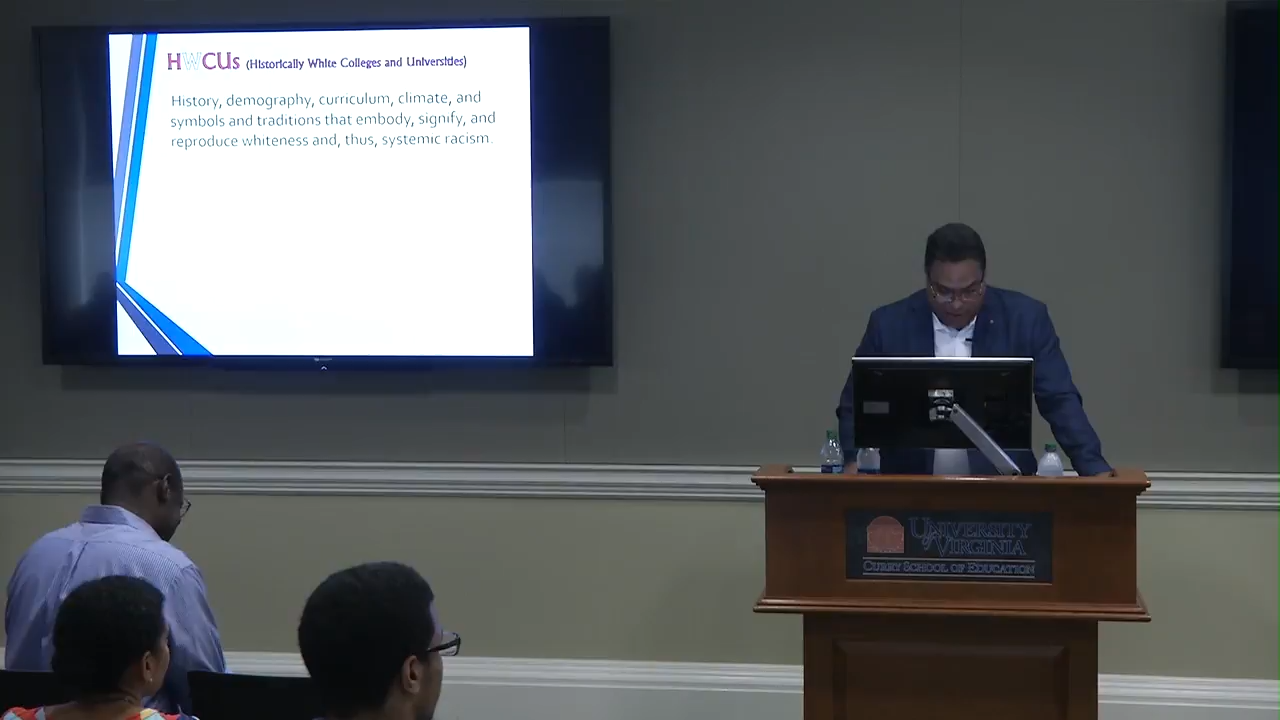 HWCUs (Historically White Colleges and Universities)
History, demography, curriculum, climate, and
symbols and traditions that embody, signify, and
reproduce whiteness and, thus, systemic racism.
UNIVERSITY
of VIRGINIA
CURRY SCHOOL OF EDUCATION